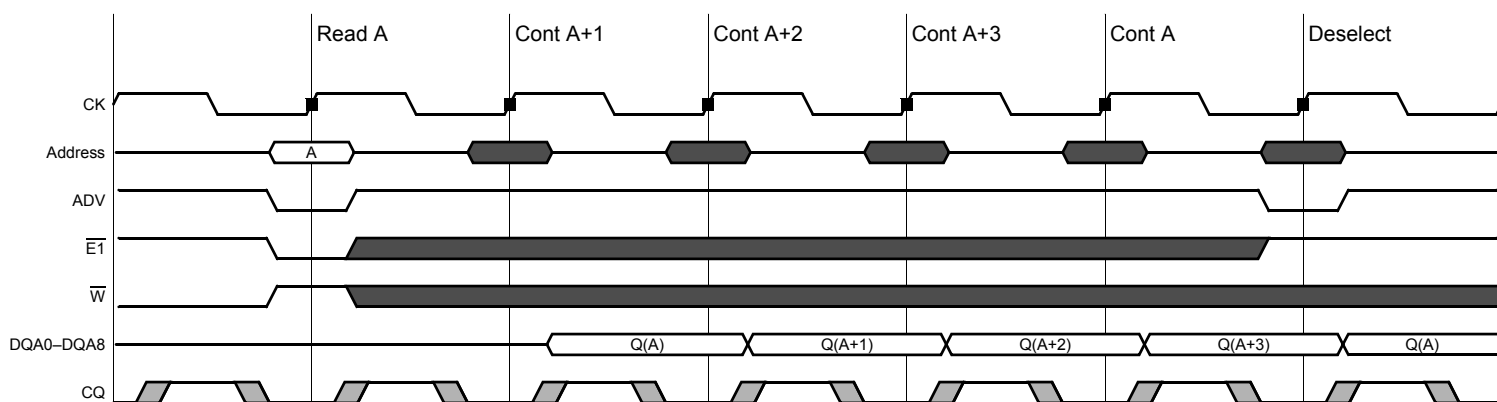 Read A Cont A+1 Cont A+2 Cont A+3 Cont A Deselect
CK
Address A
ADV
E1
W
DQA0–DQA8 Q(A) Q(A+1) Q(A+2) Q(A+3) Q(A)
CQ